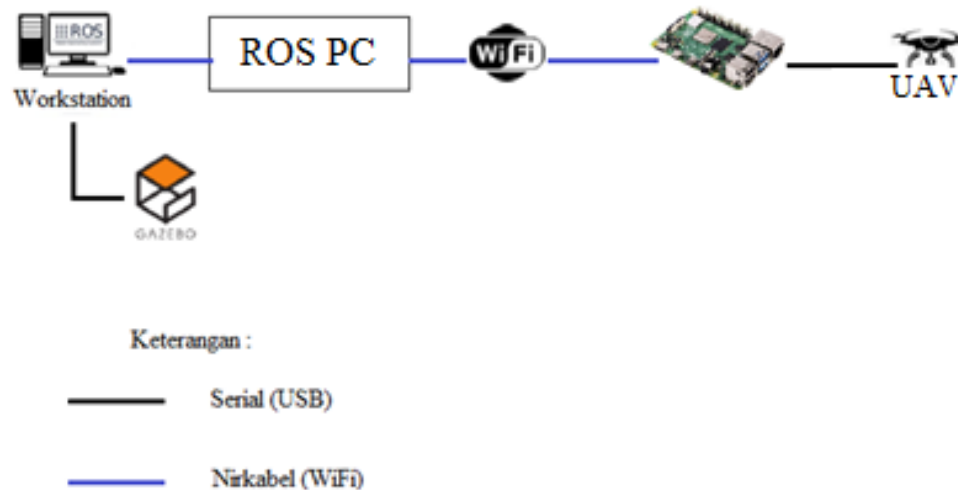 ROS
ROS PC
WiFi
Workstation
UAV
GAZEBO
Keterangan :
Serial (USB)
Nirkabel (WiFi)